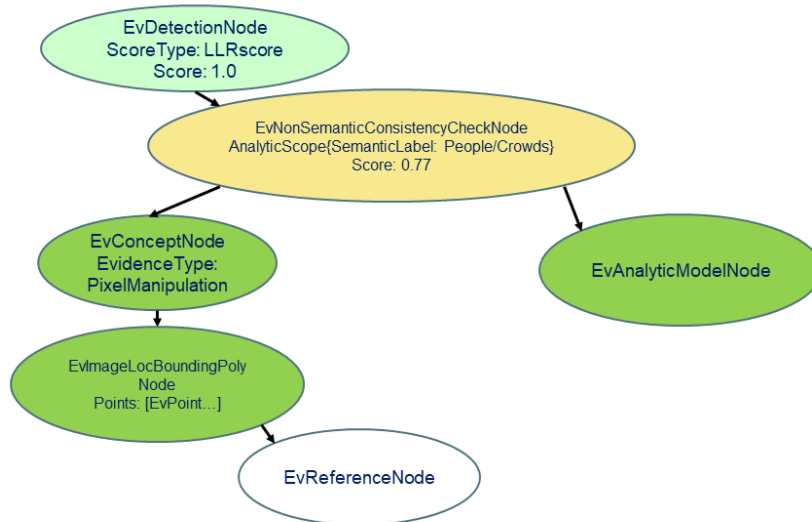 EvDetectionNode
ScoreType: LLRscore
Score: 1.0
EvNonSemanticConsistencyCheckNode
AnalyticScope{SemanticLabel: People/Crowds}
Score: 0.77
EvConceptNode
EvidenceType:
PixelManipulation
EvAnalyticModelNode
EvImageLocBoundingPoly
Node
Points: [EvPoint...]
EvReferenceNode